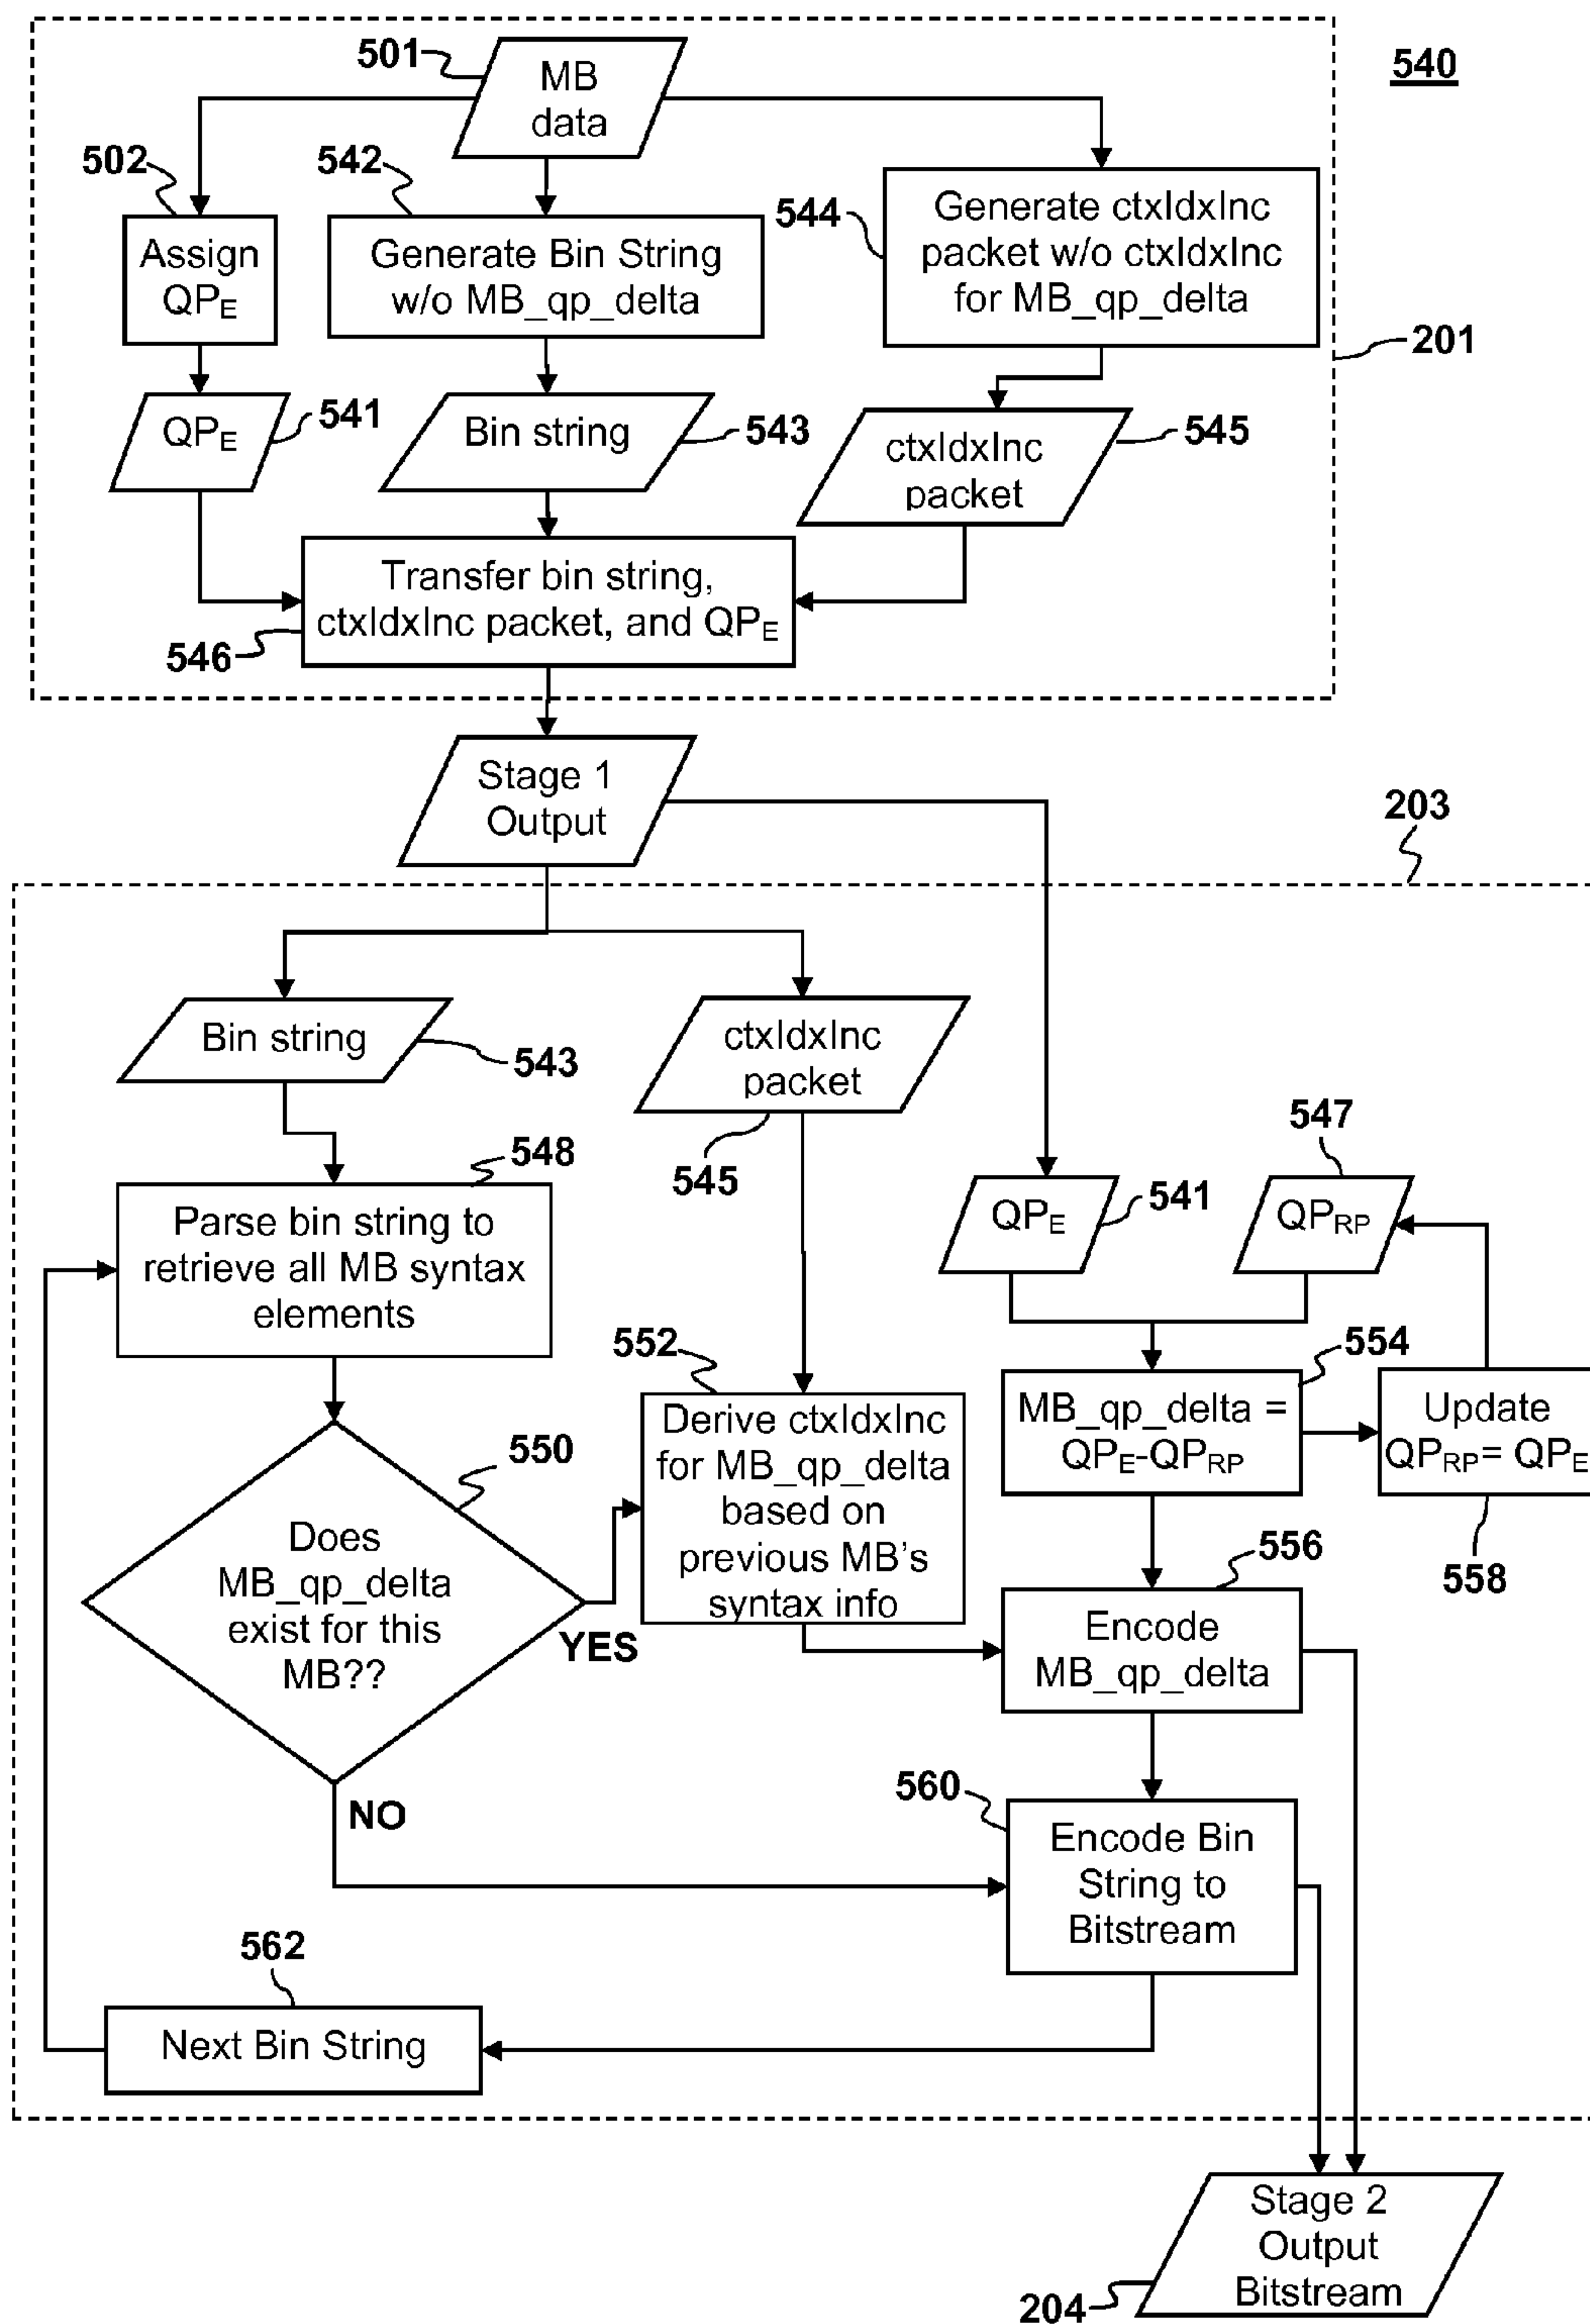 540
501
MB
data
502
542
544
Assign
QPE
Generate Bin String
w/o MB_qp_delta
Generate ctxIdxInc
packet w/o ctxIdxInc
for MB_qp_delta
201
QPE
541
Bin string
543
ctxIdxInc
packet
545
Transfer bin string,
ctxIdxInc packet, and QPE
546
Stage 1
Output
203
Bin string
543
ctxIdxInc
packet
545
547
QPE
541
QPRP
548
Parse bin string to
retrieve all MB syntax
elements
552
Derive ctxIdxInc
for MB_qp_delta
based on
previous MB's
syntax info
554
MB_qp_delta =
QPE-QPRP
Update
QPRP= QPE
558
550
Does
MB_qp_delta
exist for this
MB??
YES
NO
556
Encode
MB_qp_delta
560
Encode Bin
String to
Bitstream
562
Next Bin String
Stage 2
Output
Bitstream
204